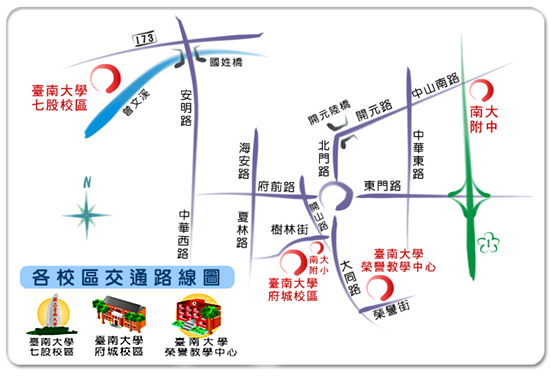 173
國姓橋
臺南大學
七股校區
曾文溪
安明路
中山南路
開元路
開元陸橋
南大
附中
北門路
中華東路
海安路
府前路
東門路
開山路
N
夏林路
樹林街
中華西路
南大
附小
臺南大學
府城校區
大同路
臺南大學
榮譽教學中心
榮譽街
1
各校區交通路線圖
臺南大學
七股校區
臺南大學
府城校區
臺南大學
榮譽教學中心